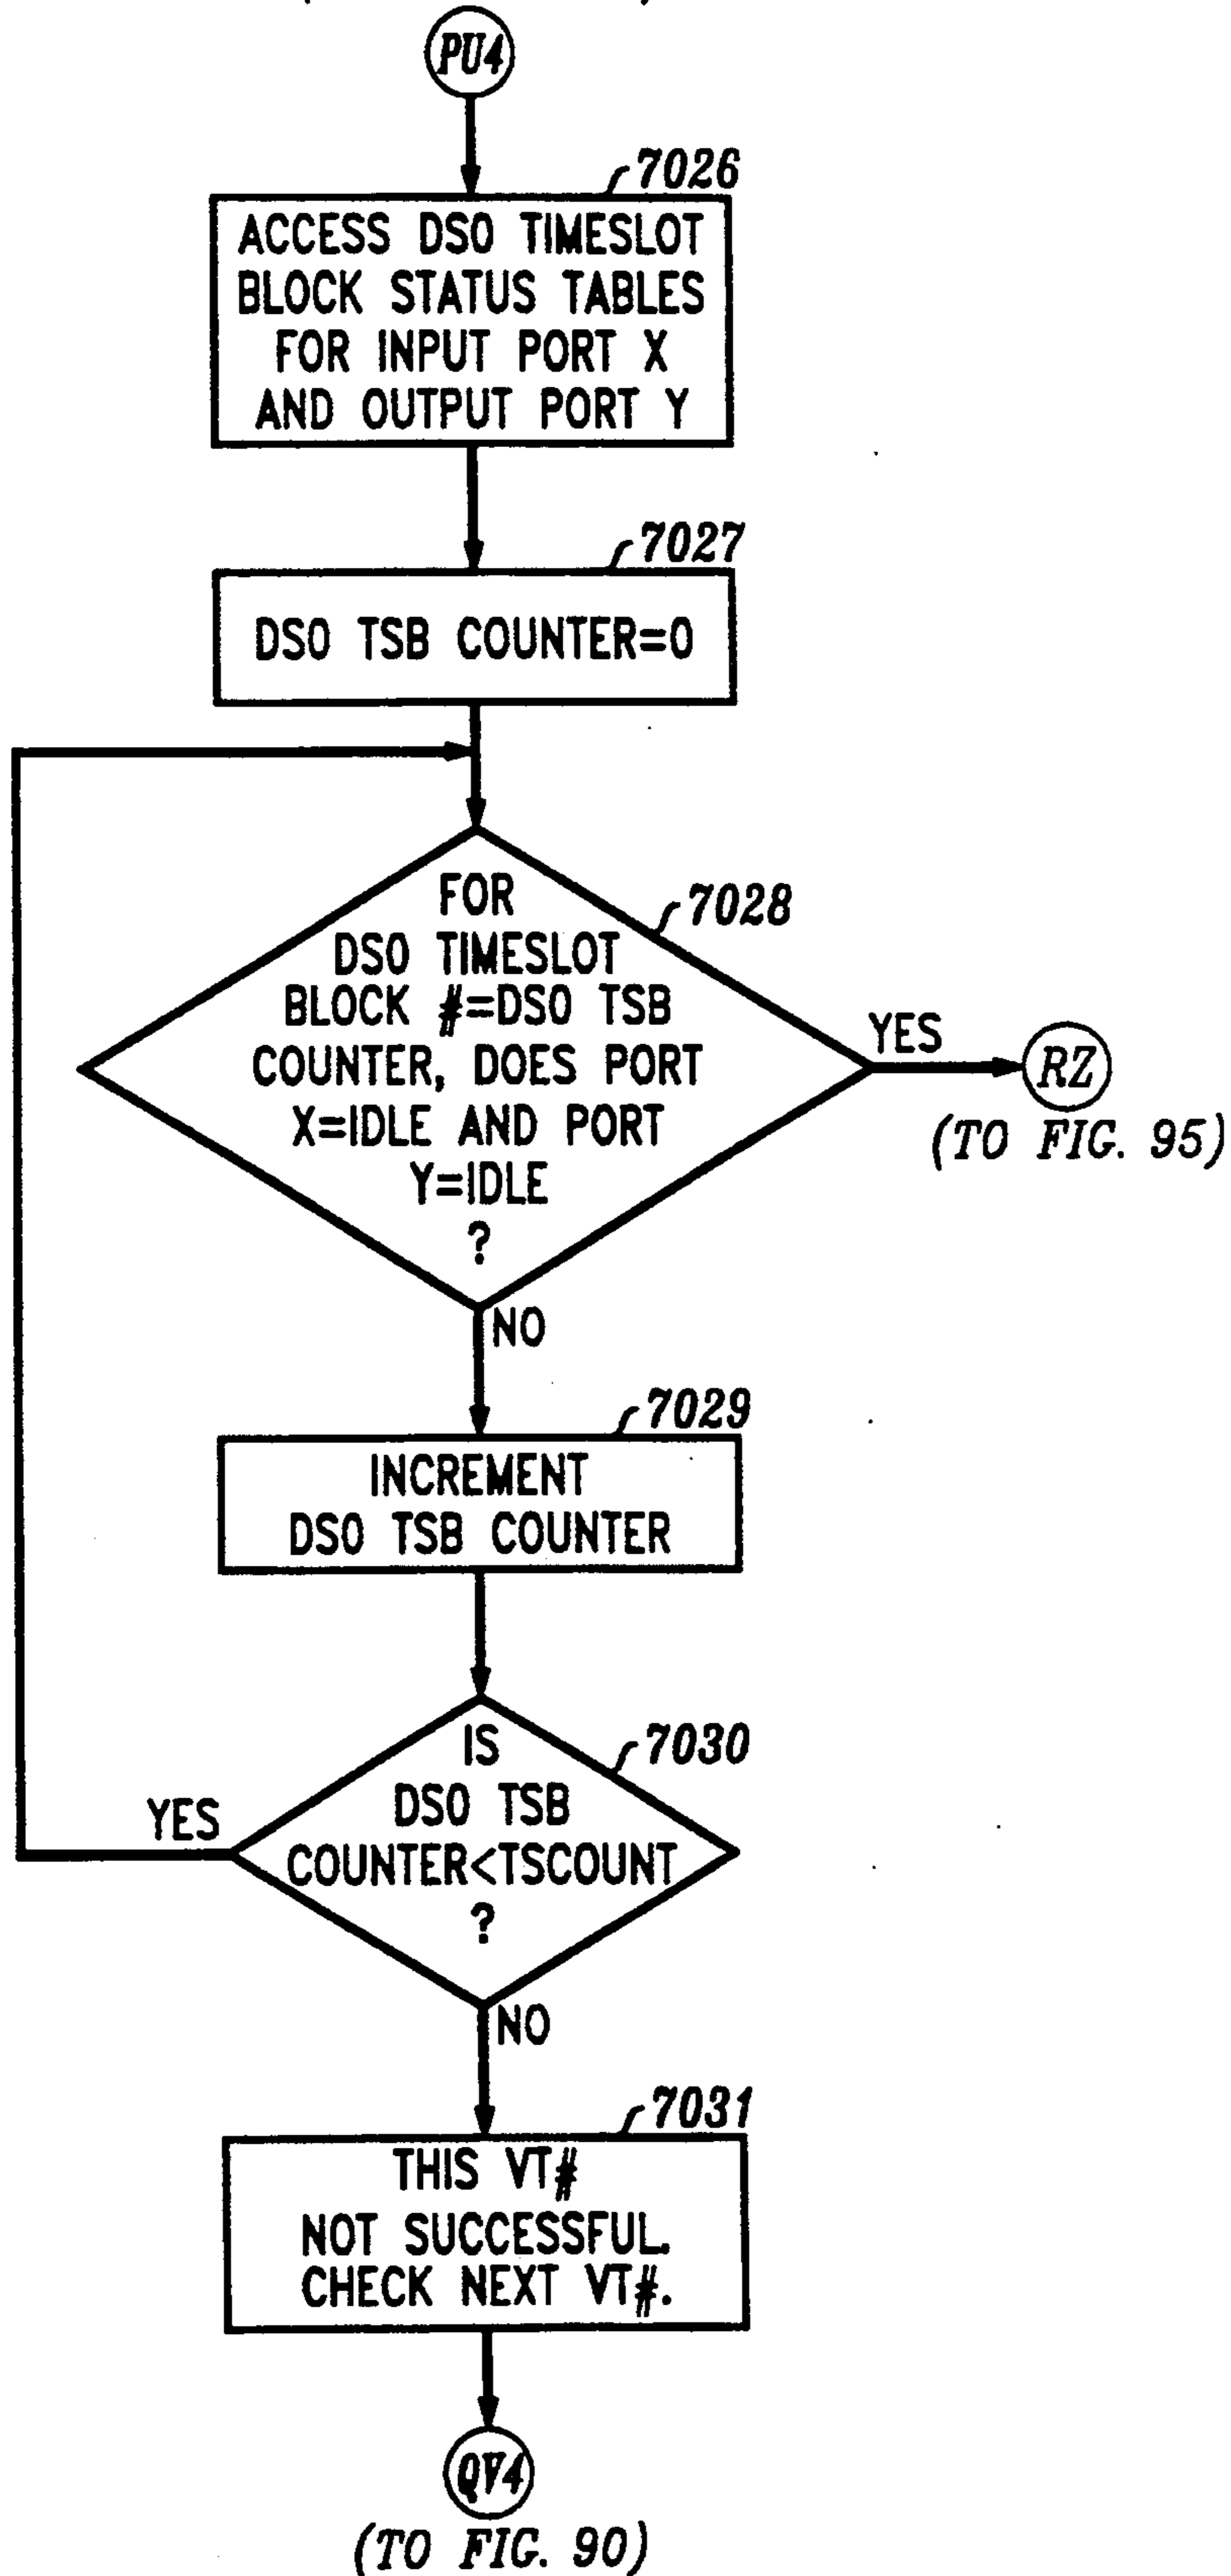 PU4
7026
ACCESS DS0 TIMESLOT
BLOCK STATUS TABLES
FOR INPUT PORT X
AND OUTPUT PORT Y
7027
DS0 TSB COUNTER=0
7028
FOR
DS0 TIMESLOT
BLOCK #=DS0 TSB
COUNTER, DOES PORT
X=IDLE AND PORT
Y=IDLE
?
YES
RZ
(TO FIG. 95)
NO
7029
INCREMENT
DS0 TSB COUNTER
7030
IS
DS0 TSB
COUNTER<TSCOUNT
?
YES
NO
7031
THIS VT#
NOT SUCCESSFUL.
CHECK NEXT VT#.
QV4
(TO FIG. 90)